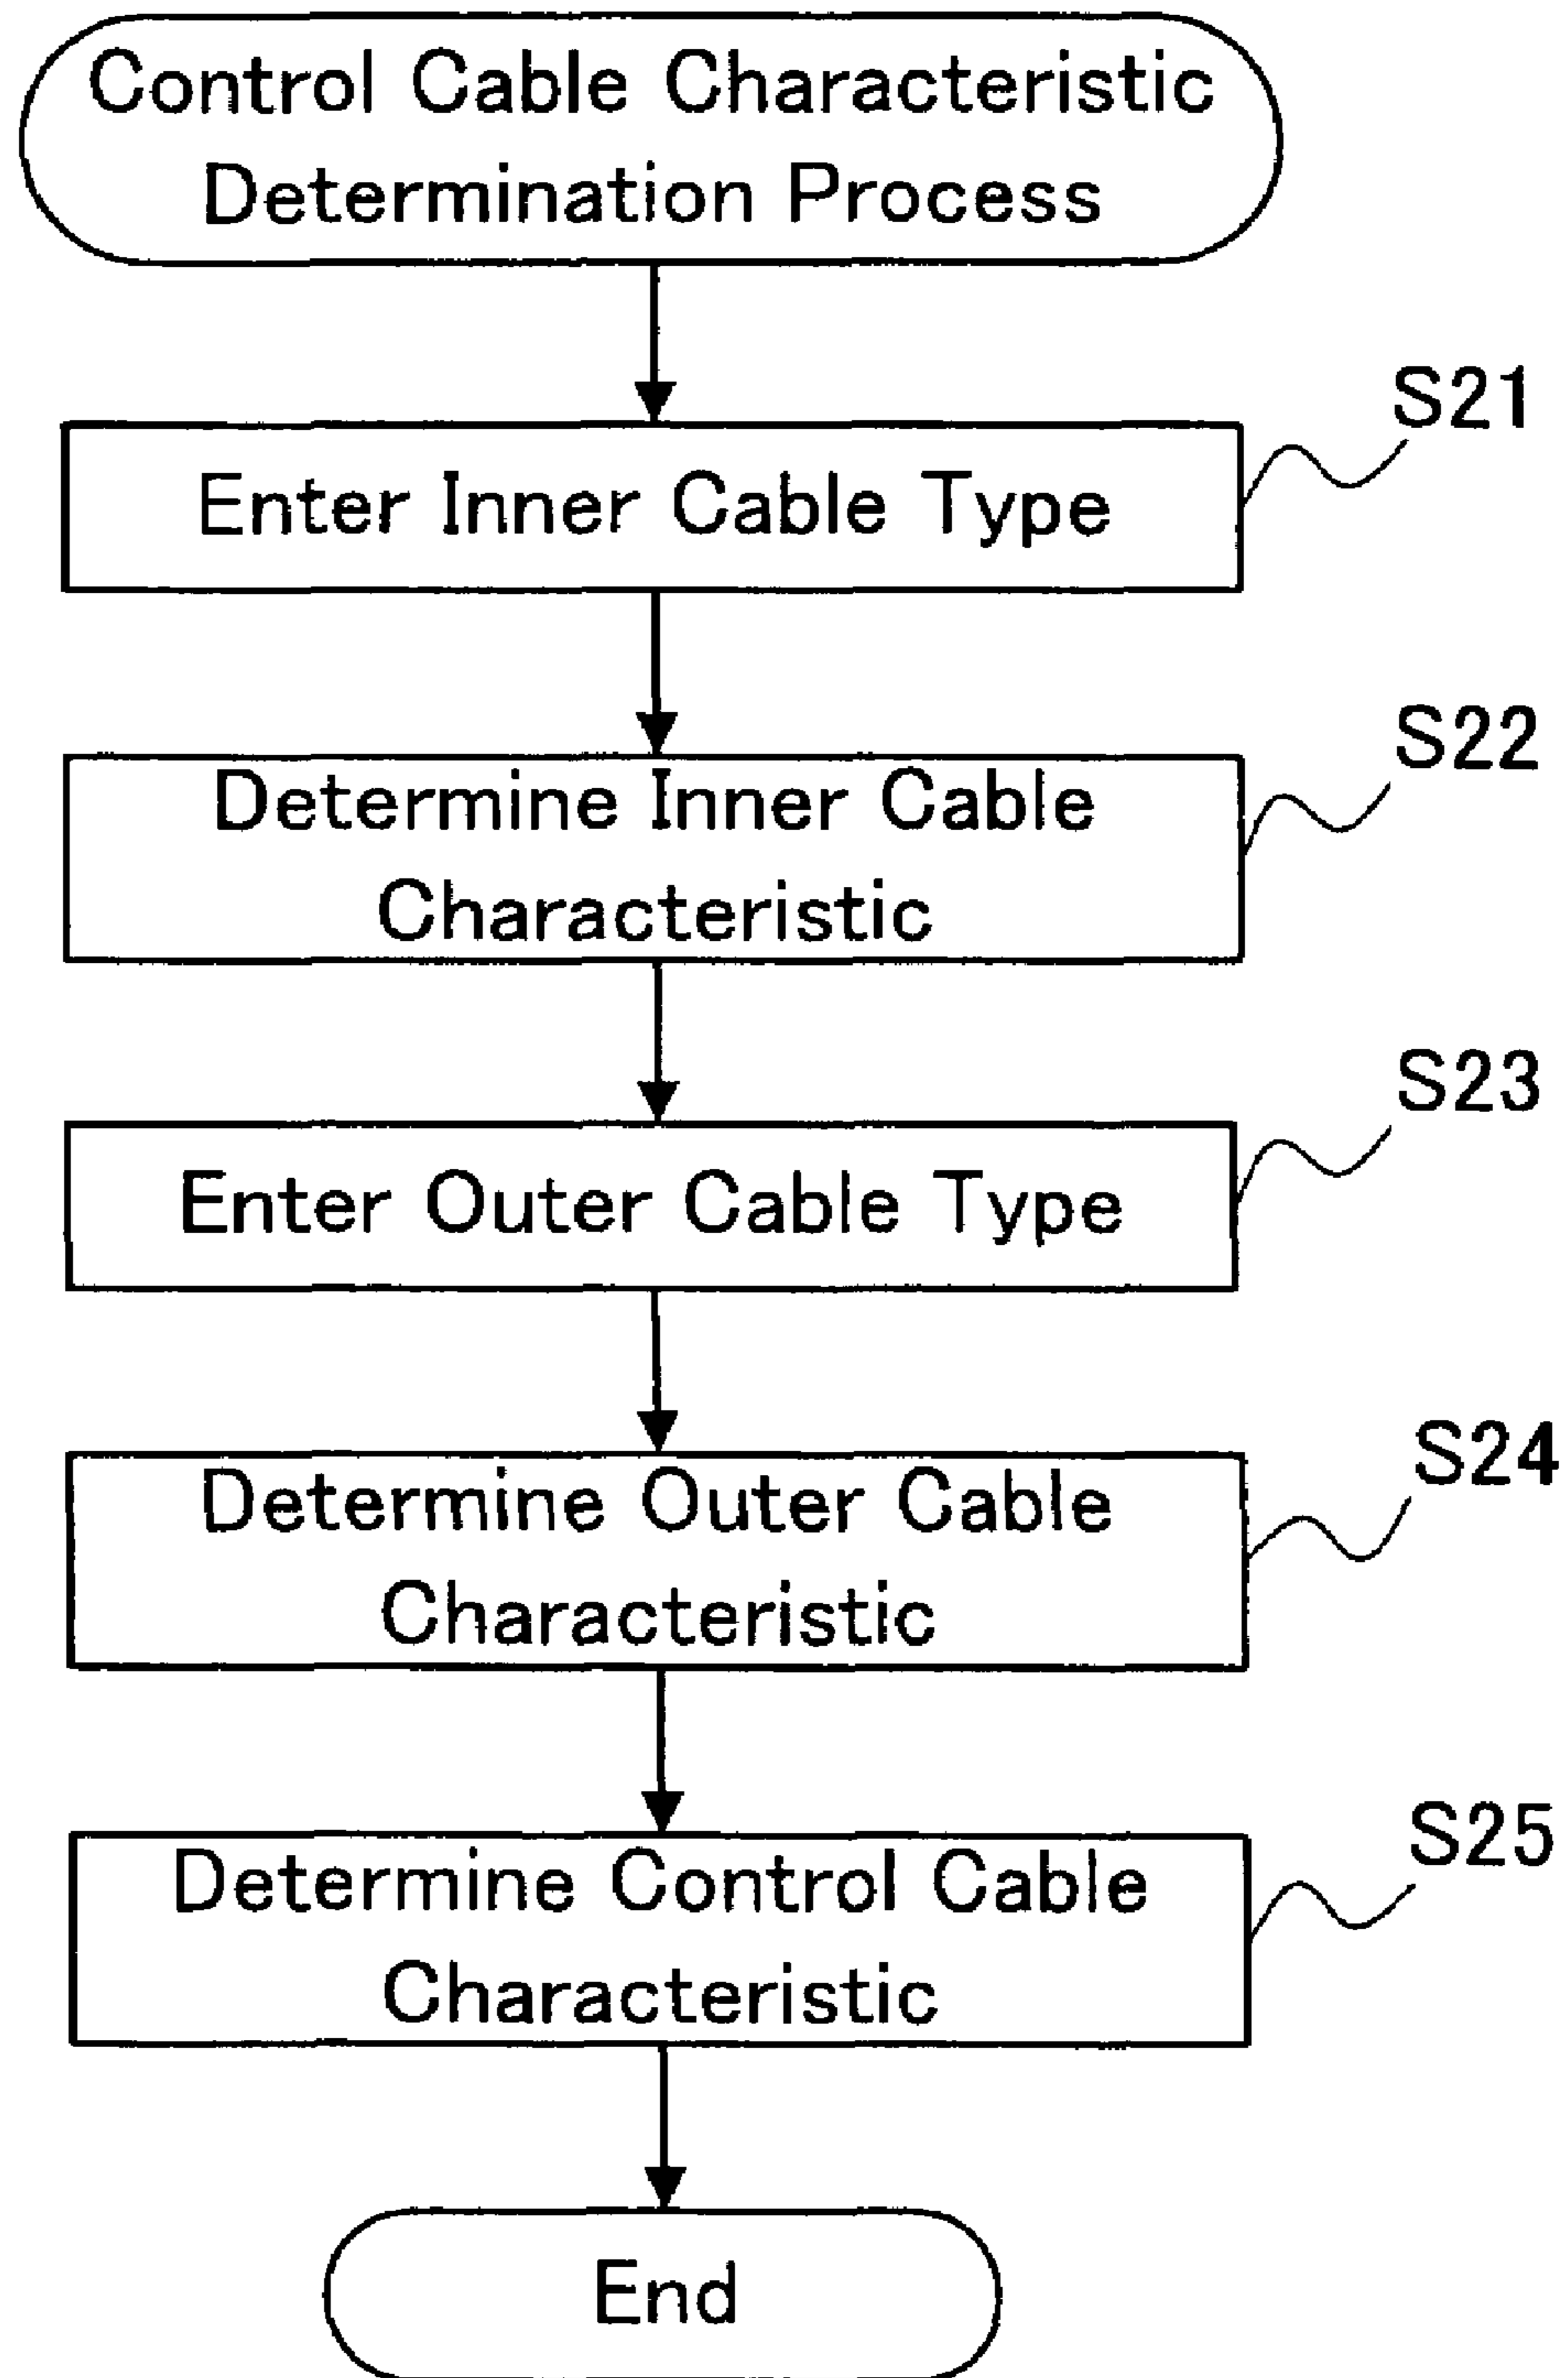 Control Cable Characteristic
Determination Process
S21
Enter Inner Cable Type
S22
Determine Inner Cable
Characteristic
S23
Enter Outer Cable Type
S24
Determine Outer Cable
Characteristic
S25
Determine Control Cable
Characteristic
End